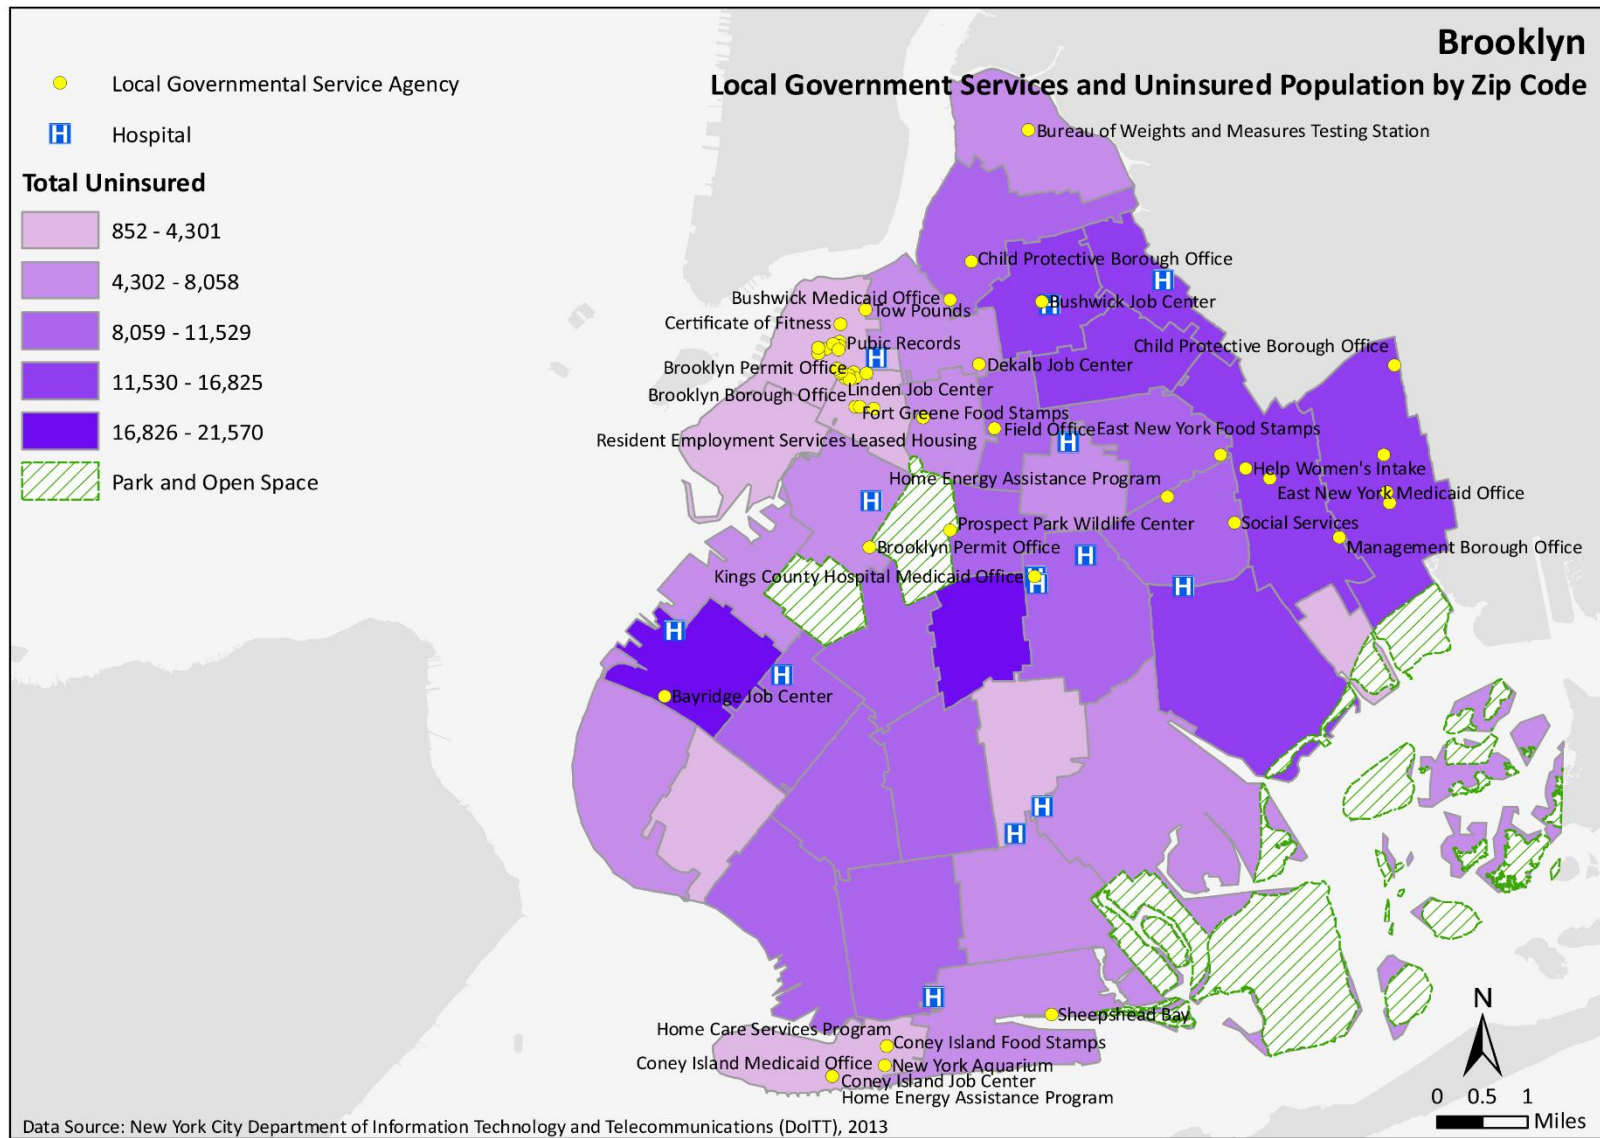 Brooklyn
Local Government Services and Uninsured Population by Zip Code
Local Governmental Service Agency
H Hospital
Total Uninsured
852 - 4,301
4,302 - 8,058
8,059 - 11,529
11,530 - 16,825
16,826 - 21,570
Park and Open Space
Bureau of Weights and Measures Testing Station
Child Protective Borough Office
H
Bushwick Medicaid Office
H Bushwick Job Center
Tow Pounds
Certificate of Fitness
Pubic Records
Child Protective Borough Office
H
Brooklyn Permit Office
Dekalb Job Center
Brooklyn Borough Office
Linden Job Center
Fort Greene Food Stamps
Field Office
East New York Food Stamps
Resident Employment Services Leased Housing
H
Help Women's Intake
Home Energy Assistance Program
East New York Medicaid Office
H
Prospect Park Wildlife Center
Social Services
Brooklyn Permit Office
Management Borough Office
H
Kings County Hospital Medicaid Office
H
H
H
H
H
Bayridge Job Center
H
H
H
Sheepshead Bay
Home Care Services Program
Coney Island Food Stamps
Coney Island Medicaid Office
New York Aquarium
Coney Island Job Center
Home Energy Assistance Program
N
0 0.5 1
Miles
Data Source: New York City Department of Information Technology and Telecommunications (DoITT), 2013